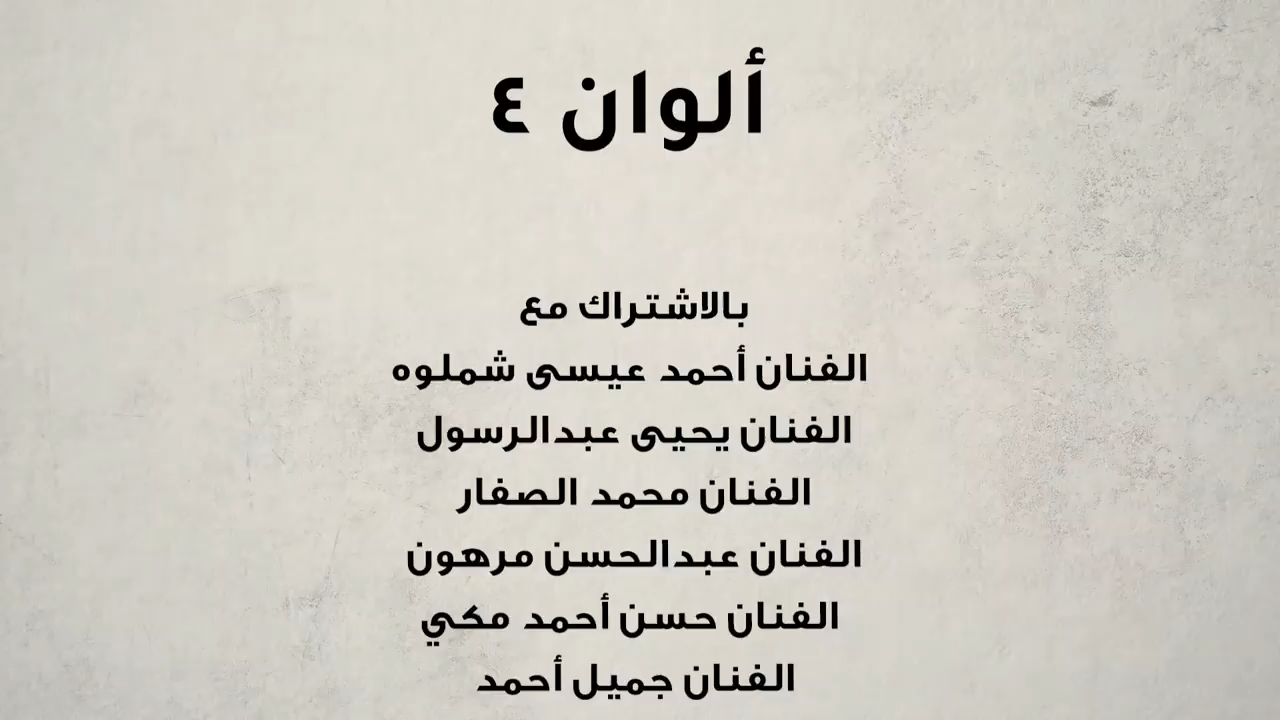 ألوان ٤
بالاشتراك مع
الفنان أحمد عيسى شملوه
الفنان يحيى عبدالرسول
الفنان محمد الصفار
الفنان عبدالحسن مرهون
الفنان حسن أحمد مكي
الفنان جميل أحمد